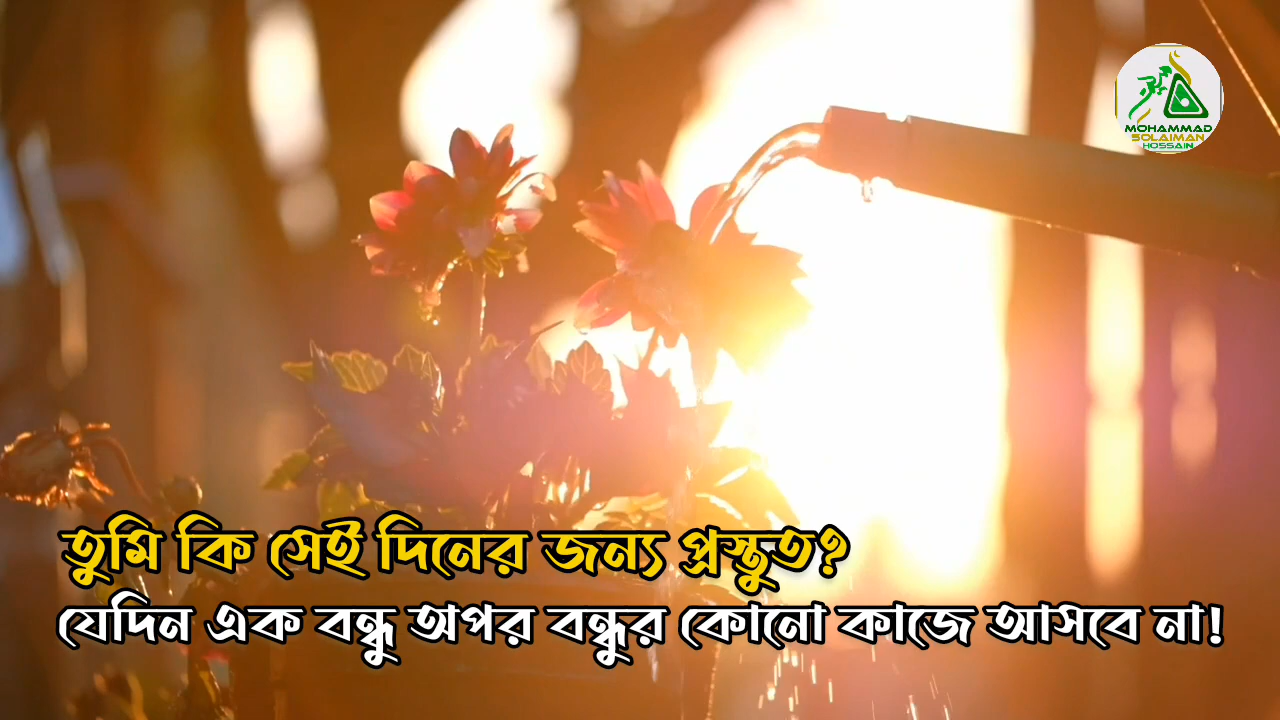 MOHAMMAD
SOLAIMAN
HOSSAIN
তুমি কি সেই দিনের জন্য প্রস্তুত?
যেদিন এক বন্ধু অপর বন্ধুর কোনো কাজে আসবে না!